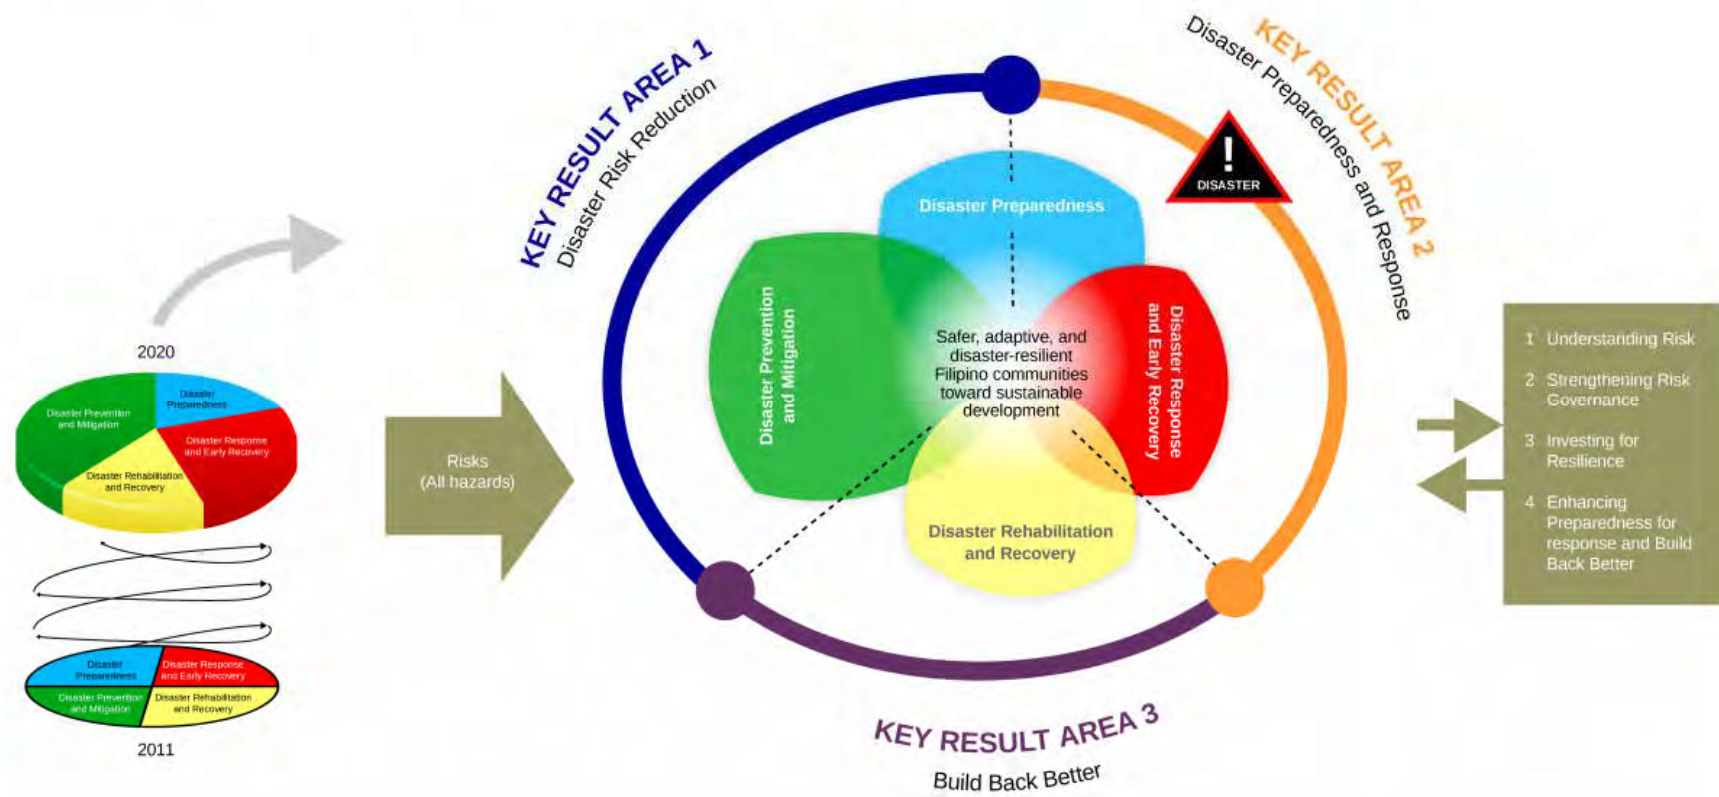 KEY RESULT AREA 1
Disaster Risk Reduction
KEY RESULT AREA 2
Disaster Preparedness and Response
!
DISASTER
2020
Disaster Prevention
and Mitigation
Disaster
Preparedness
Disaster Response
and Early Recovery
Disaster Rehabilitation
and Recovery
Disaster
Preparedness
Disaster Response
and Early Recovery
Disaster Prevention
and Mitigation
Disaster Rehabilitation
and Recovery
2011
Risks
(All hazards)
Disaster Preparedness
Disaster Prevention
and Mitigation
Safer, adaptive, and
disaster-resilient
Filipino communities
toward sustainable
development
Disaster Response
and Early Recovery
Disaster Rehabilitation
and Recovery
KEY RESULT AREA 3
Build Back Better
1 Understanding Risk
2 Strengthening Risk
Governance
3 Investing for
Resilience
4 Enhancing
Preparedness for
response and Build
Back Better